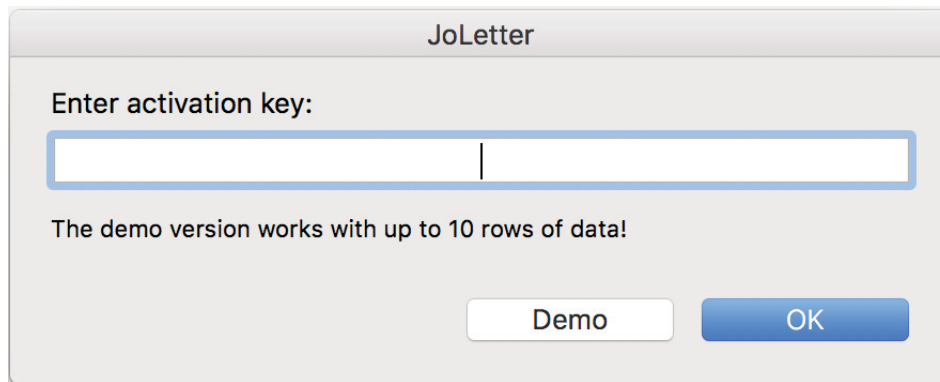 JoLetter
Enter activation key:
The demo version works with up to 10 rows of data!
Demo OK